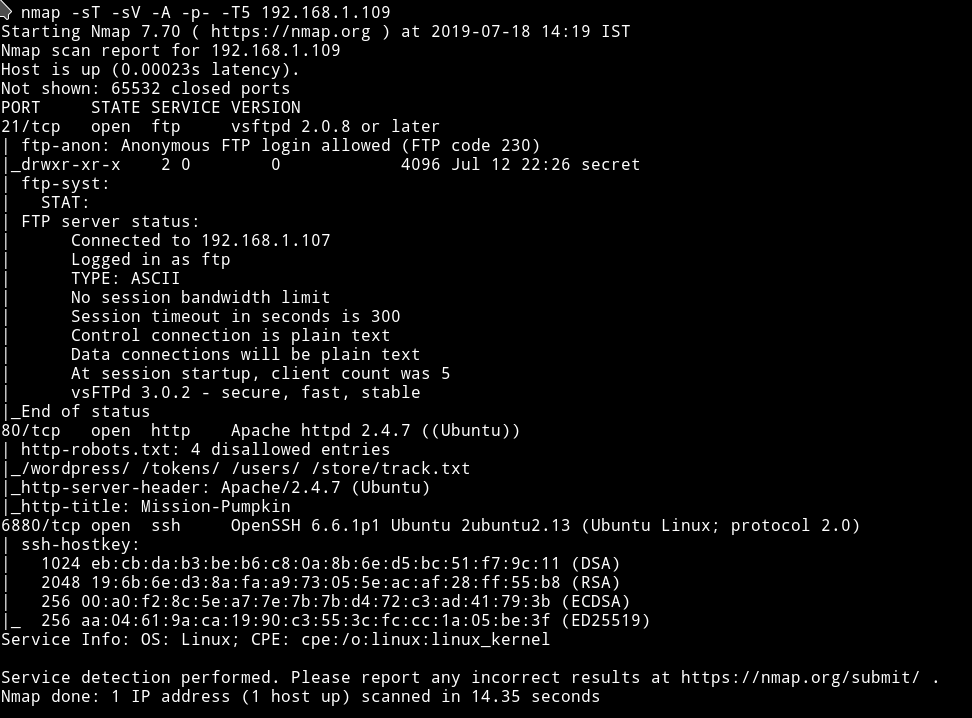 nmap -sT -sV -A -p- -T5 192.168.1.109
Starting Nmap 7.70 ( https://nmap.org ) at 2019-07-18 14:19 IST
Nmap scan report for 192.168.1.109
Host is up (0.00023s latency).
Not shown: 65532 closed ports
PORT     STATE SERVICE VERSION
21/tcp   open  ftp     vsftpd 2.0.8 or later
| ftp-anon: Anonymous FTP login allowed (FTP code 230)
|_drwxr-xr-x    2 0        0            4096 Jul 12 22:26 secret
| ftp-syst:
|   STAT:
| FTP server status:
|      Connected to 192.168.1.107
|      Logged in as ftp
|      TYPE: ASCII
|      No session bandwidth limit
|      Session timeout in seconds is 300
|      Control connection is plain text
|      Data connections will be plain text
|      At session startup, client count was 5
|      vsFTPd 3.0.2 - secure, fast, stable
|_End of status
80/tcp   open  http    Apache httpd 2.4.7 ((Ubuntu))
| http-robots.txt: 4 disallowed entries
|_/wordpress/ /tokens/ /users/ /store/track.txt
|_http-server-header: Apache/2.4.7 (Ubuntu)
|_http-title: Mission-Pumpkin
6880/tcp open  ssh     OpenSSH 6.6.1p1 Ubuntu 2ubuntu2.13 (Ubuntu Linux; protocol 2.0)
| ssh-hostkey:
|   1024 eb:cb:da:b3:be:b6:c8:0a:8b:6e:d5:bc:51:f7:9c:11 (DSA)
|   2048 19:6b:6e:d3:8a:fa:a9:73:05:5e:ac:af:28:ff:55:b8 (RSA)
|   256 00:a0:f2:8c:5e:a7:7e:7b:7b:d4:72:c3:ad:41:79:3b (ECDSA)
|_  256 aa:04:61:9a:ca:19:90:c3:55:3c:fc:cc:1a:05:be:3f (ED25519)
Service Info: OS: Linux; CPE: cpe:/o:linux:linux_kernel
Service detection performed. Please report any incorrect results at https://nmap.org/submit/ .
Nmap done: 1 IP address (1 host up) scanned in 14.35 seconds